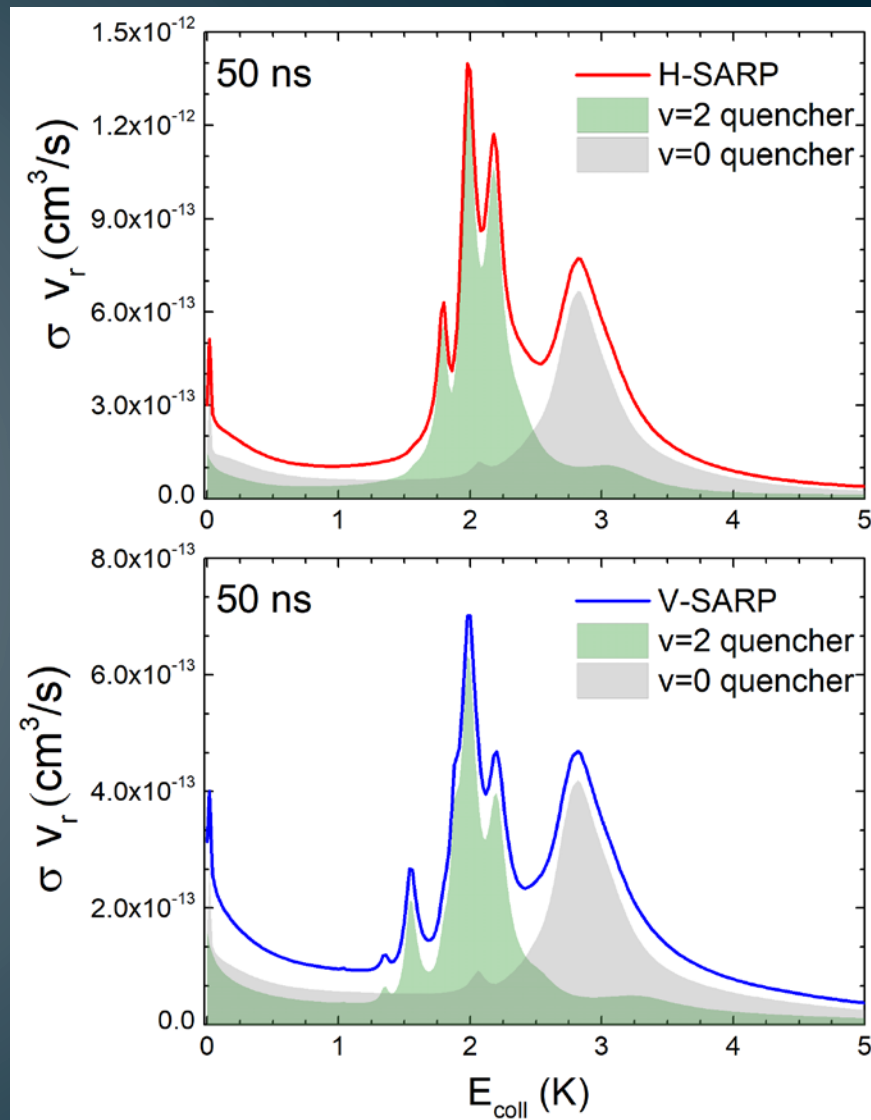 50 ns
H-SARP
v=2 quencher
v=0 quencher
σ v_r (cm³/s)
1.5x10⁻¹²
1.2x10⁻¹²
9.0x10⁻¹³
6.0x10⁻¹³
3.0x10⁻¹³
0.0
0 1 2 3 4 5
50 ns
V-SARP
v=2 quencher
v=0 quencher
σ v_r (cm³/s)
8.0x10⁻¹³
6.0x10⁻¹³
4.0x10⁻¹³
2.0x10⁻¹³
0.0
0 1 2 3 4 5
E_coll (K)